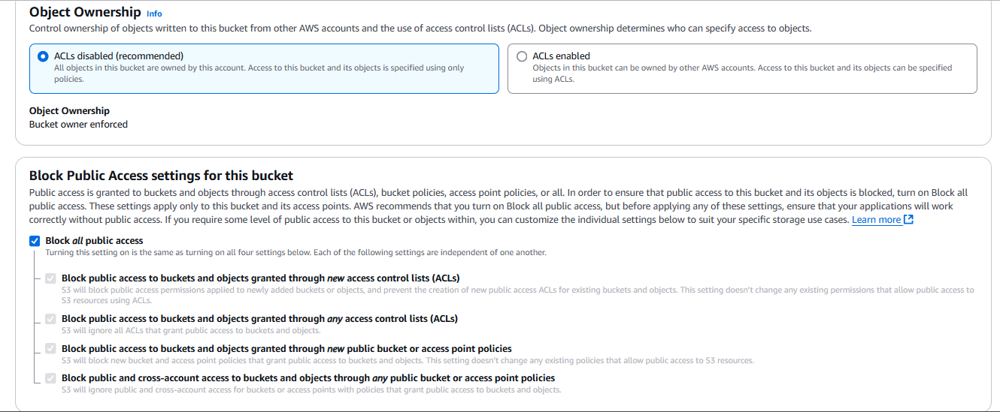 Object Ownership Info
Control ownership of objects written to this bucket from other AWS accounts and the use of access control lists (ACLs). Object ownership determines who can specify access to objects.
ACLs disabled (recommended)
All objects in this bucket are owned by this account. Access to this bucket and its objects is specified using only
policies.
ACLs enabled
Objects in this bucket can be owned by other AWS accounts. Access to this bucket and its objects can be specified
using ACLs.
Object Ownership
Bucket owner enforced
Block Public Access settings for this bucket
Public access is granted to buckets and objects through access control lists (ACLs), bucket policies, access point policies, or all. In order to ensure that public access to this bucket and its objects is blocked, turn on Block all
public access. These settings apply only to this bucket and its access points. AWS recommends that you turn on Block all public access, but before applying any of these settings, ensure that your applications will work
correctly without public access. If you require some level of public access to this bucket or objects within, you can customize the individual settings below to suit your specific storage use cases. Learn more
Block all public access
Turning this setting on is the same as turning on all four settings below. Each of the following settings are independent of one another.
Block public access to buckets and objects granted through new access control lists (ACLs)
S3 will block public access permissions applied to newly added buckets or objects, and prevent the creation of new public access ACLs for existing buckets and objects. This setting doesn't change any existing permissions that allow public access to
S3 resources using ACLs.
Block public access to buckets and objects granted through any access control lists (ACLs)
S3 will ignore all ACLs that grant public access to buckets and objects.
Block public access to buckets and objects granted through new public bucket or access point policies
S3 will block new bucket and access point policies that grant public access to buckets and objects. This setting doesn't change any existing policies that allow public access to S3 resources.
Block public and cross-account access to buckets and objects through any public bucket or access point policies
S3 will ignore public and cross-account access for buckets or access points with policies that grant public access to buckets and objects.